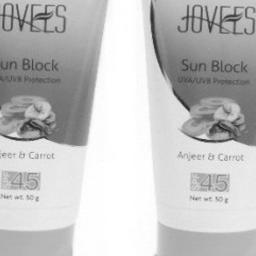 JOVEES
Sun Block
UVA/UVB Protection
Anjeer & Carrot
45
Net wt. 50 g
JOVEES
Sun Block
UVA/UVB Protection
Anjeer & Carrot
45
Net wt. 50 g